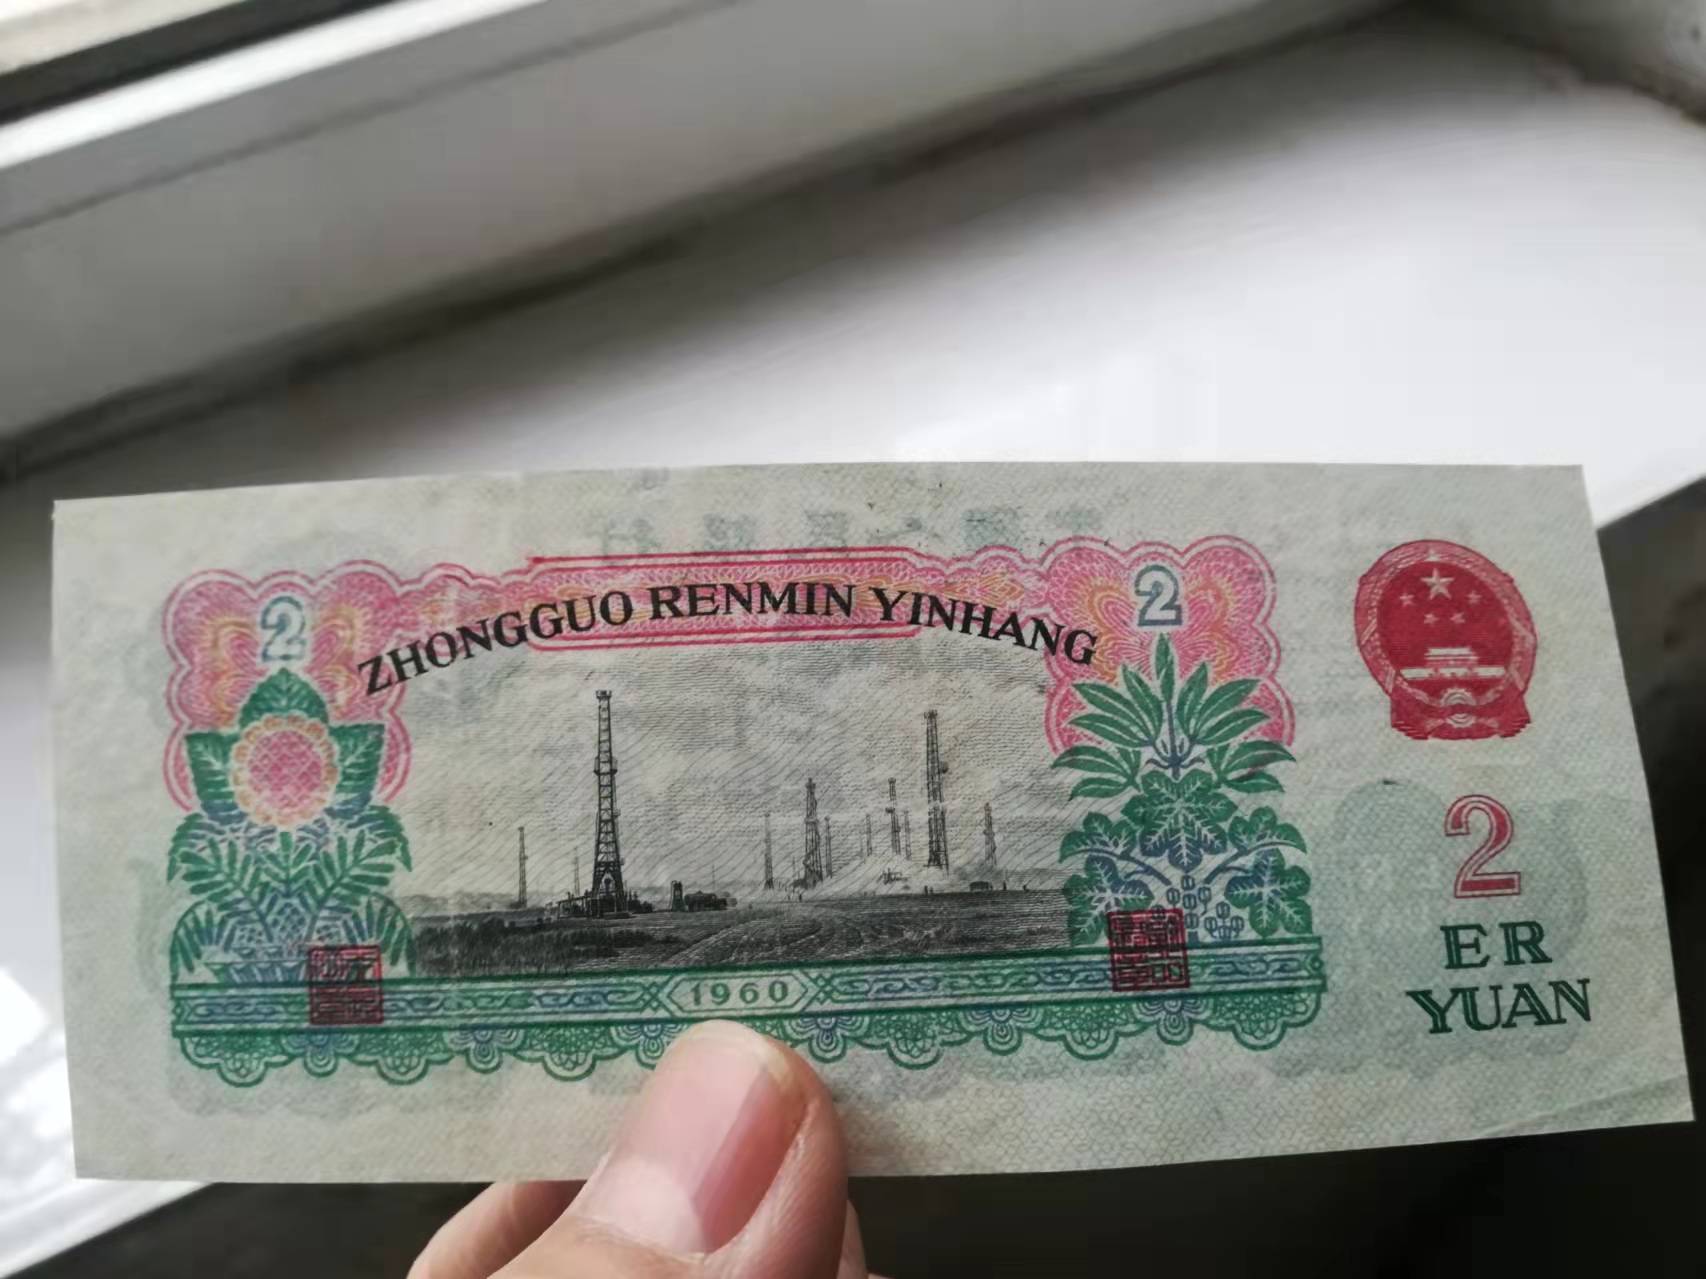 2
ZHONGGUO RENMIN YINHANG
2
1960
2
ER
YUAN